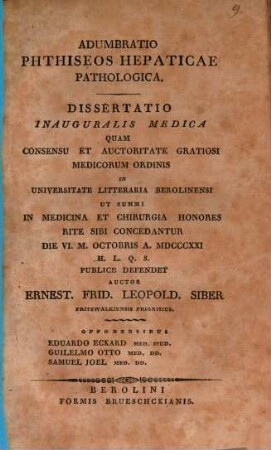 9.
ADUMBRATIO
PHTHISEOS HEPATICAE
PATHOLOGICA.
DISSERTATIO
INAUGURALIS MEDICA
QUAM
CONSENSU ET AUCTORITATE GRATIOSI
MEDICORUM ORDINIS
IN
UNIVERSITATE LITTERARIA BEROLINENSI
UT SUMMI
IN MEDICINA ET CHIRURGIA HONORES
RITE SIBI CONCEDANTUR
DIE VI. M. OCTOBRIS A. MDCCCXXI
H. L. Q. S.
PUBLICE DEFENDET
AUCTOR
ERNEST. FRID. LEOPOLD. SIBER
PRITZWALKIENSIS PRIGNITIUS.
OPPONENTIBUS
EDUARDO ECKARD MED. STUD.
GUILELMO OTTO MED. DD.
SAMUEL JOEL MED. DD.
BEROLINI
FORMIS BRUESCHCKIANIS.